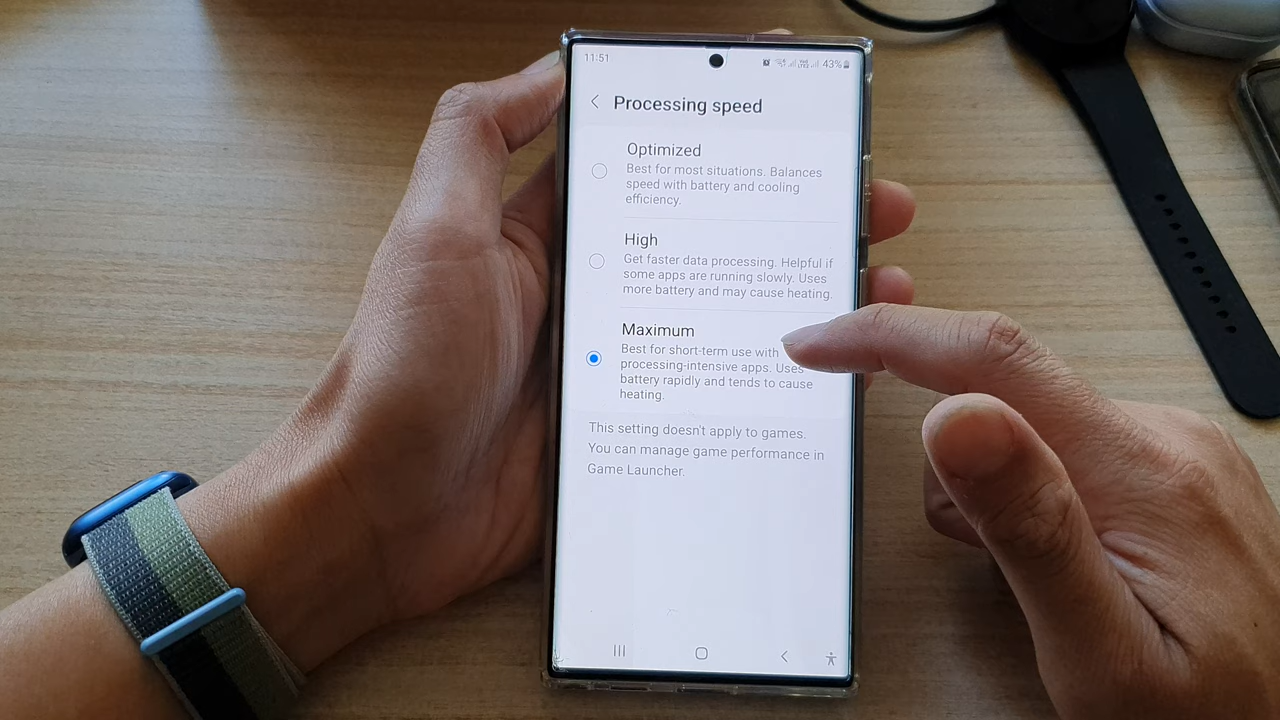 11:51
43%
Processing speed
Optimized
Best for most situations. Balances
speed with battery and cooling
efficiency.
High
Get faster data processing. Helpful if
some apps are running slowly. Uses
more battery and may cause heating.
Maximum
Best for short-term use with
processing-intensive apps. Uses
battery rapidly and tends to cause
heating.
This setting doesn't apply to games.
You can manage game performance in
Game Launcher.